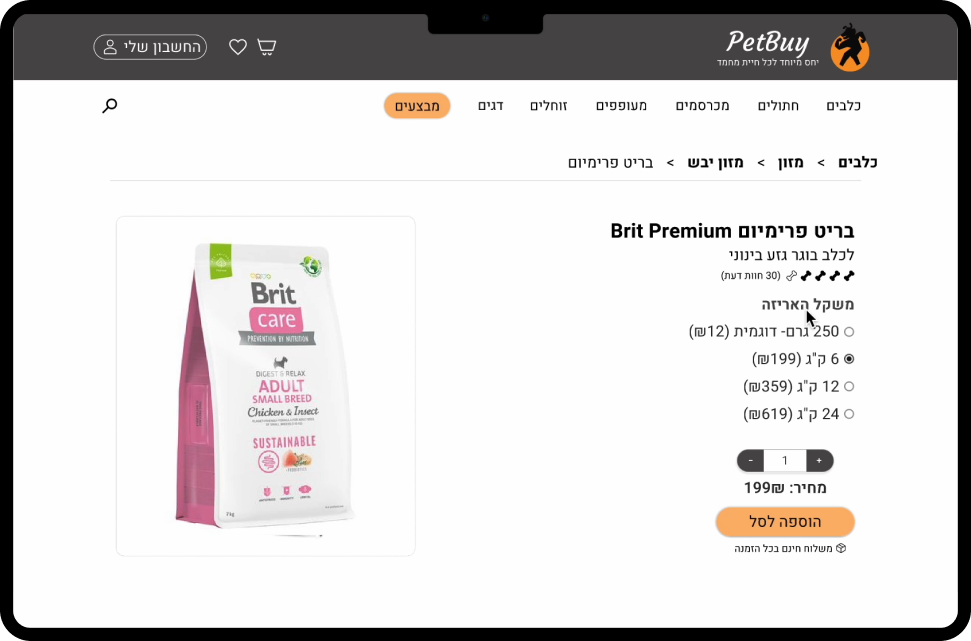 PetBuy
יחס מיוחד לכל חיית מחמד
החשבון שלי
כלבים
חתולים
מכרסמים
מעופפים
זוחלים
דגים
מבצעים
כלבים > מזון > מזון יבש > בריט פרימיום
בריט פרימיום Brit Premium
לכלב בוגר גזע בינוני
(30 חוות דעת)
משקל האריזה
250 גרם- דוגמית (₪12)
6 ק"ג (₪199)
12 ק"ג (₪359)
24 ק"ג (₪619)
- 1 +
מחיר: ₪199
הוספה לסל
משלוח חינם בכל הזמנה
Brit
care
PREVENTION BY NUTRITION
DIGEST & RELAX
ADULT
SMALL BREED
Chicken & Insect
SUSTAINABLE